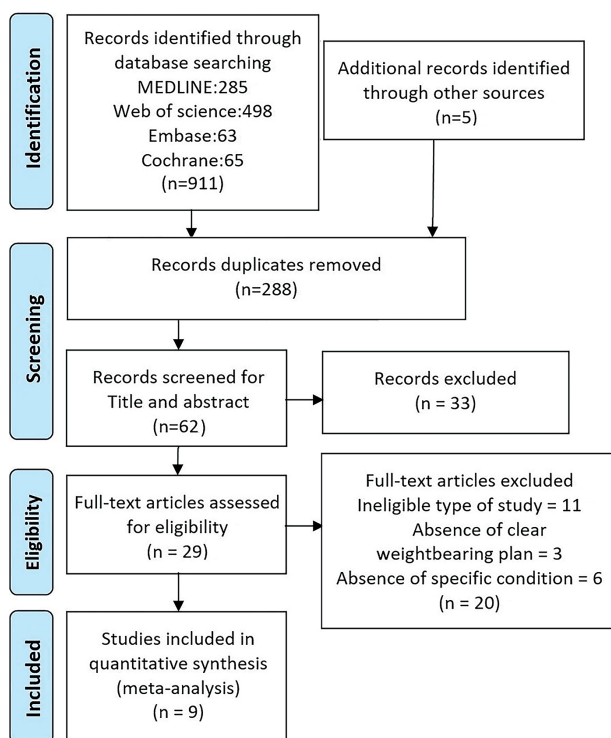 Identification
Records identified through
database searching
MEDLINE:285
Web of science:498
Embase:63
Cochrane:65
(n=911)
Additional records identified
through other sources
(n=5)
Screening
Records duplicates removed
(n=288)
Records screened for
Title and abstract
(n=62)
Records excluded
(n = 33)
Eligibility
Full-text articles assessed
for eligibility
(n = 29)
Full-text articles excluded
Ineligible type of study = 11
Absence of clear
weightbearing plan = 3
Absence of specific condition = 6
(n = 20)
Included
Studies included in
quantitative synthesis
(meta-analysis)
n = 9)